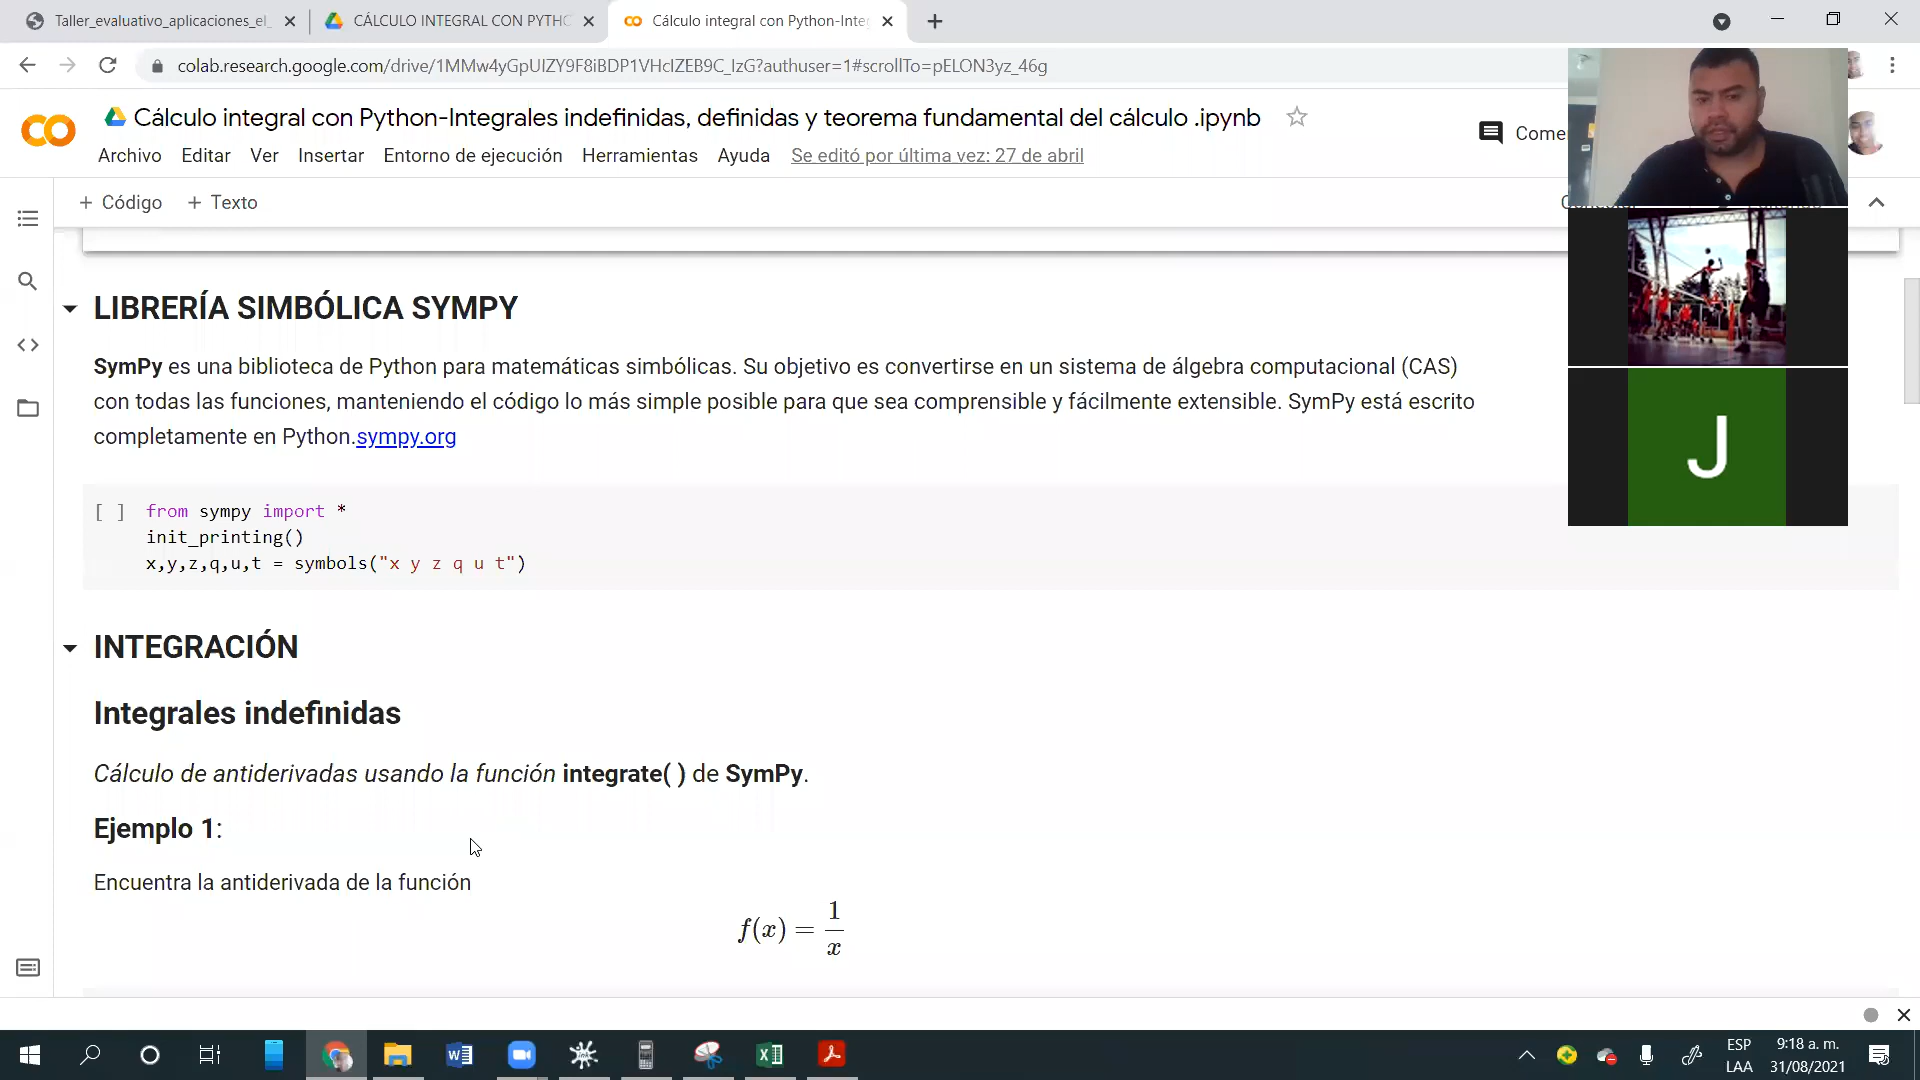 Taller_evaluativo_aplicaciones_el_
CÁLCULO INTEGRAL CON PYTHO
Cálculo integral con Python-Inte
colab.research.google.com/drive/1MMw4yGpUIZY9F8iBDP1VHcIZEB9C_IzG?authuser=1#scrollTo=pELON3yz_46g
Cálculo integral con Python-Integrales indefinidas, definidas y teorema fundamental del cálculo .ipynb
Come
Archivo Editar Ver Insertar Entorno de ejecución Herramientas Ayuda Se editó por última vez: 27 de abril
+ Código + Texto
LIBRERÍA SIMBÓLICA SYMPY
SymPy es una biblioteca de Python para matemáticas simbólicas. Su objetivo es convertirse en un sistema de álgebra computacional (CAS)
con todas las funciones, manteniendo el código lo más simple posible para que sea comprensible y fácilmente extensible. SymPy está escrito
completamente en Python.sympy.org
J
[ ] from sympy import *
init_printing()
x,y,z,q,u,t = symbols("x y z q u t")
INTEGRACIÓN
Integrales indefinidas
Cálculo de antiderivadas usando la función integrate( ) de SymPy.
Ejemplo 1:
Encuentra la antiderivada de la función
f(x) = 1/x
ESP
LAA
9:18 a. m.
31/08/2021